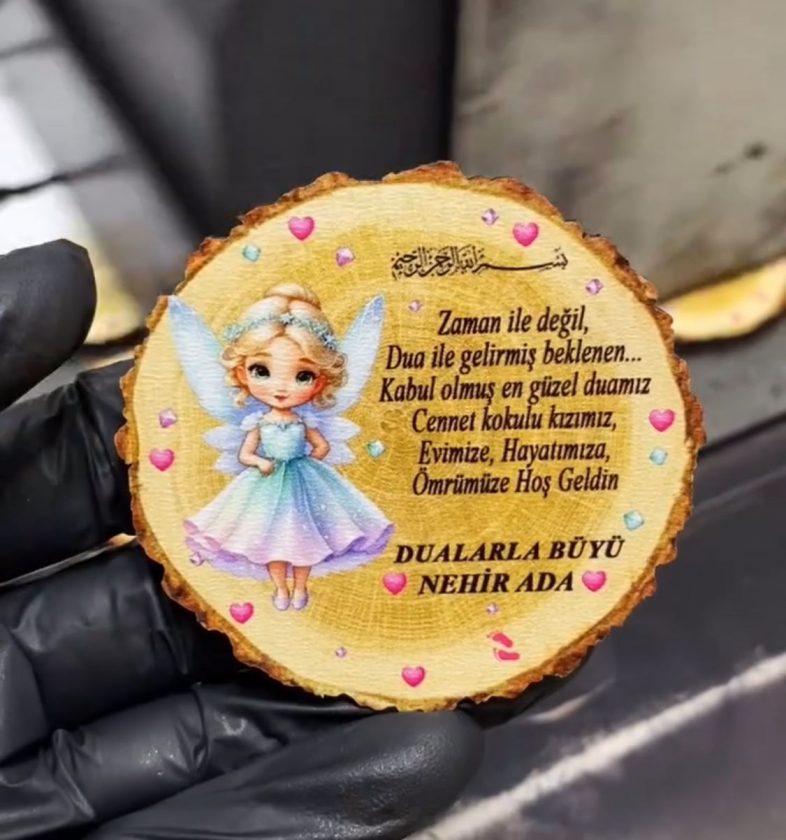 بسم الله الرحمن الرحيم
Zaman ile değil,
Dua ile gelirmiş beklenen...
Kabul olmuş en güzel duamız
Cennet kokulu kızımız,
Evimize, Hayatımıza,
Ömrümüze Hoş Geldin
DUALARLA BÜYÜ
NEHİR ADA